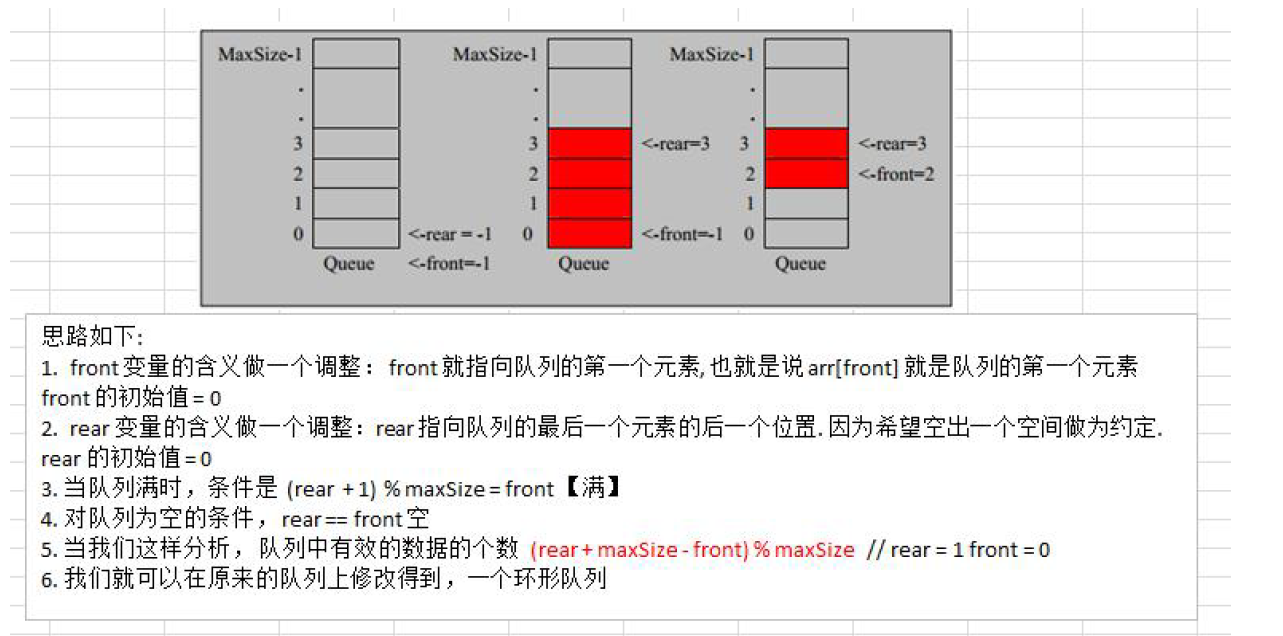 MaxSize-1 MaxSize-1 MaxSize-1
. . .
. . .
3 3 <-rear=3 3 <-rear=3
2 2 2 <-front=2
1 1 1
0 <-rear = -1 0 <-front=-1 0
Queue <-front=-1 Queue Queue
思路如下:
1. front 变量的含义做一个调整： front 就指向队列的第一个元素, 也就是说 arr[front] 就是队列的第一个元素
front 的初始值 = 0
2. rear 变量的含义做一个调整：rear 指向队列的最后一个元素的后一个位置. 因为希望空出一个空间做为约定.
rear 的初始值 = 0
3. 当队列满时，条件是 (rear + 1) % maxSize = front【满】
4. 对队列为空的条件，rear == front 空
5. 当我们这样分析，队列中有效的数据的个数 (rear + maxSize - front) % maxSize // rear = 1 front = 0
6. 我们就可以在原来的队列上修改得到，一个环形队列